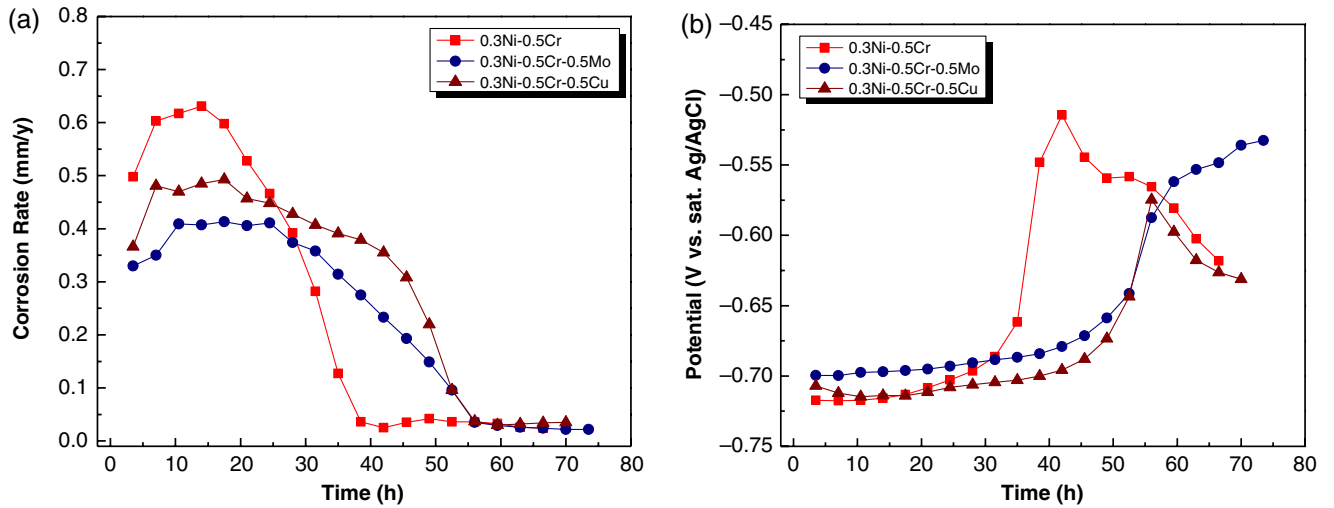 (a)
0.8
0.7
0.6
0.5
0.4
0.3
0.2
0.1
0.0
Corrosion Rate (mm/y)
0.3Ni-0.5Cr
0.3Ni-0.5Cr-0.5Mo
0.3Ni-0.5Cr-0.5Cu
0 10 20 30 40 50 60 70 80
Time (h)
(b)
−0.45
−0.50
−0.55
−0.60
−0.65
−0.70
−0.75
Potential (V vs. sat. Ag/AgCl)
0.3Ni-0.5Cr
0.3Ni-0.5Cr-0.5Mo
0.3Ni-0.5Cr-0.5Cu
0 10 20 30 40 50 60 70 80
Time (h)